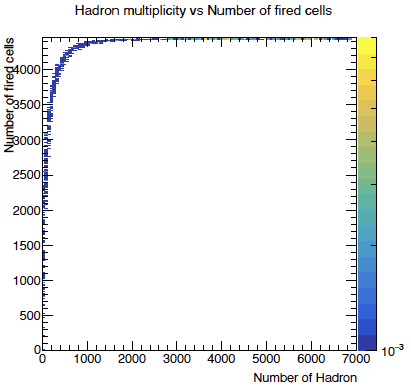 Hadron multiplicity vs Number of fired cells
Number of fired cells
4000
3500
3000
2500
2000
1500
1000
500
0
0 1000 2000 3000 4000 5000 6000 7000
10⁻³
Number of Hadron